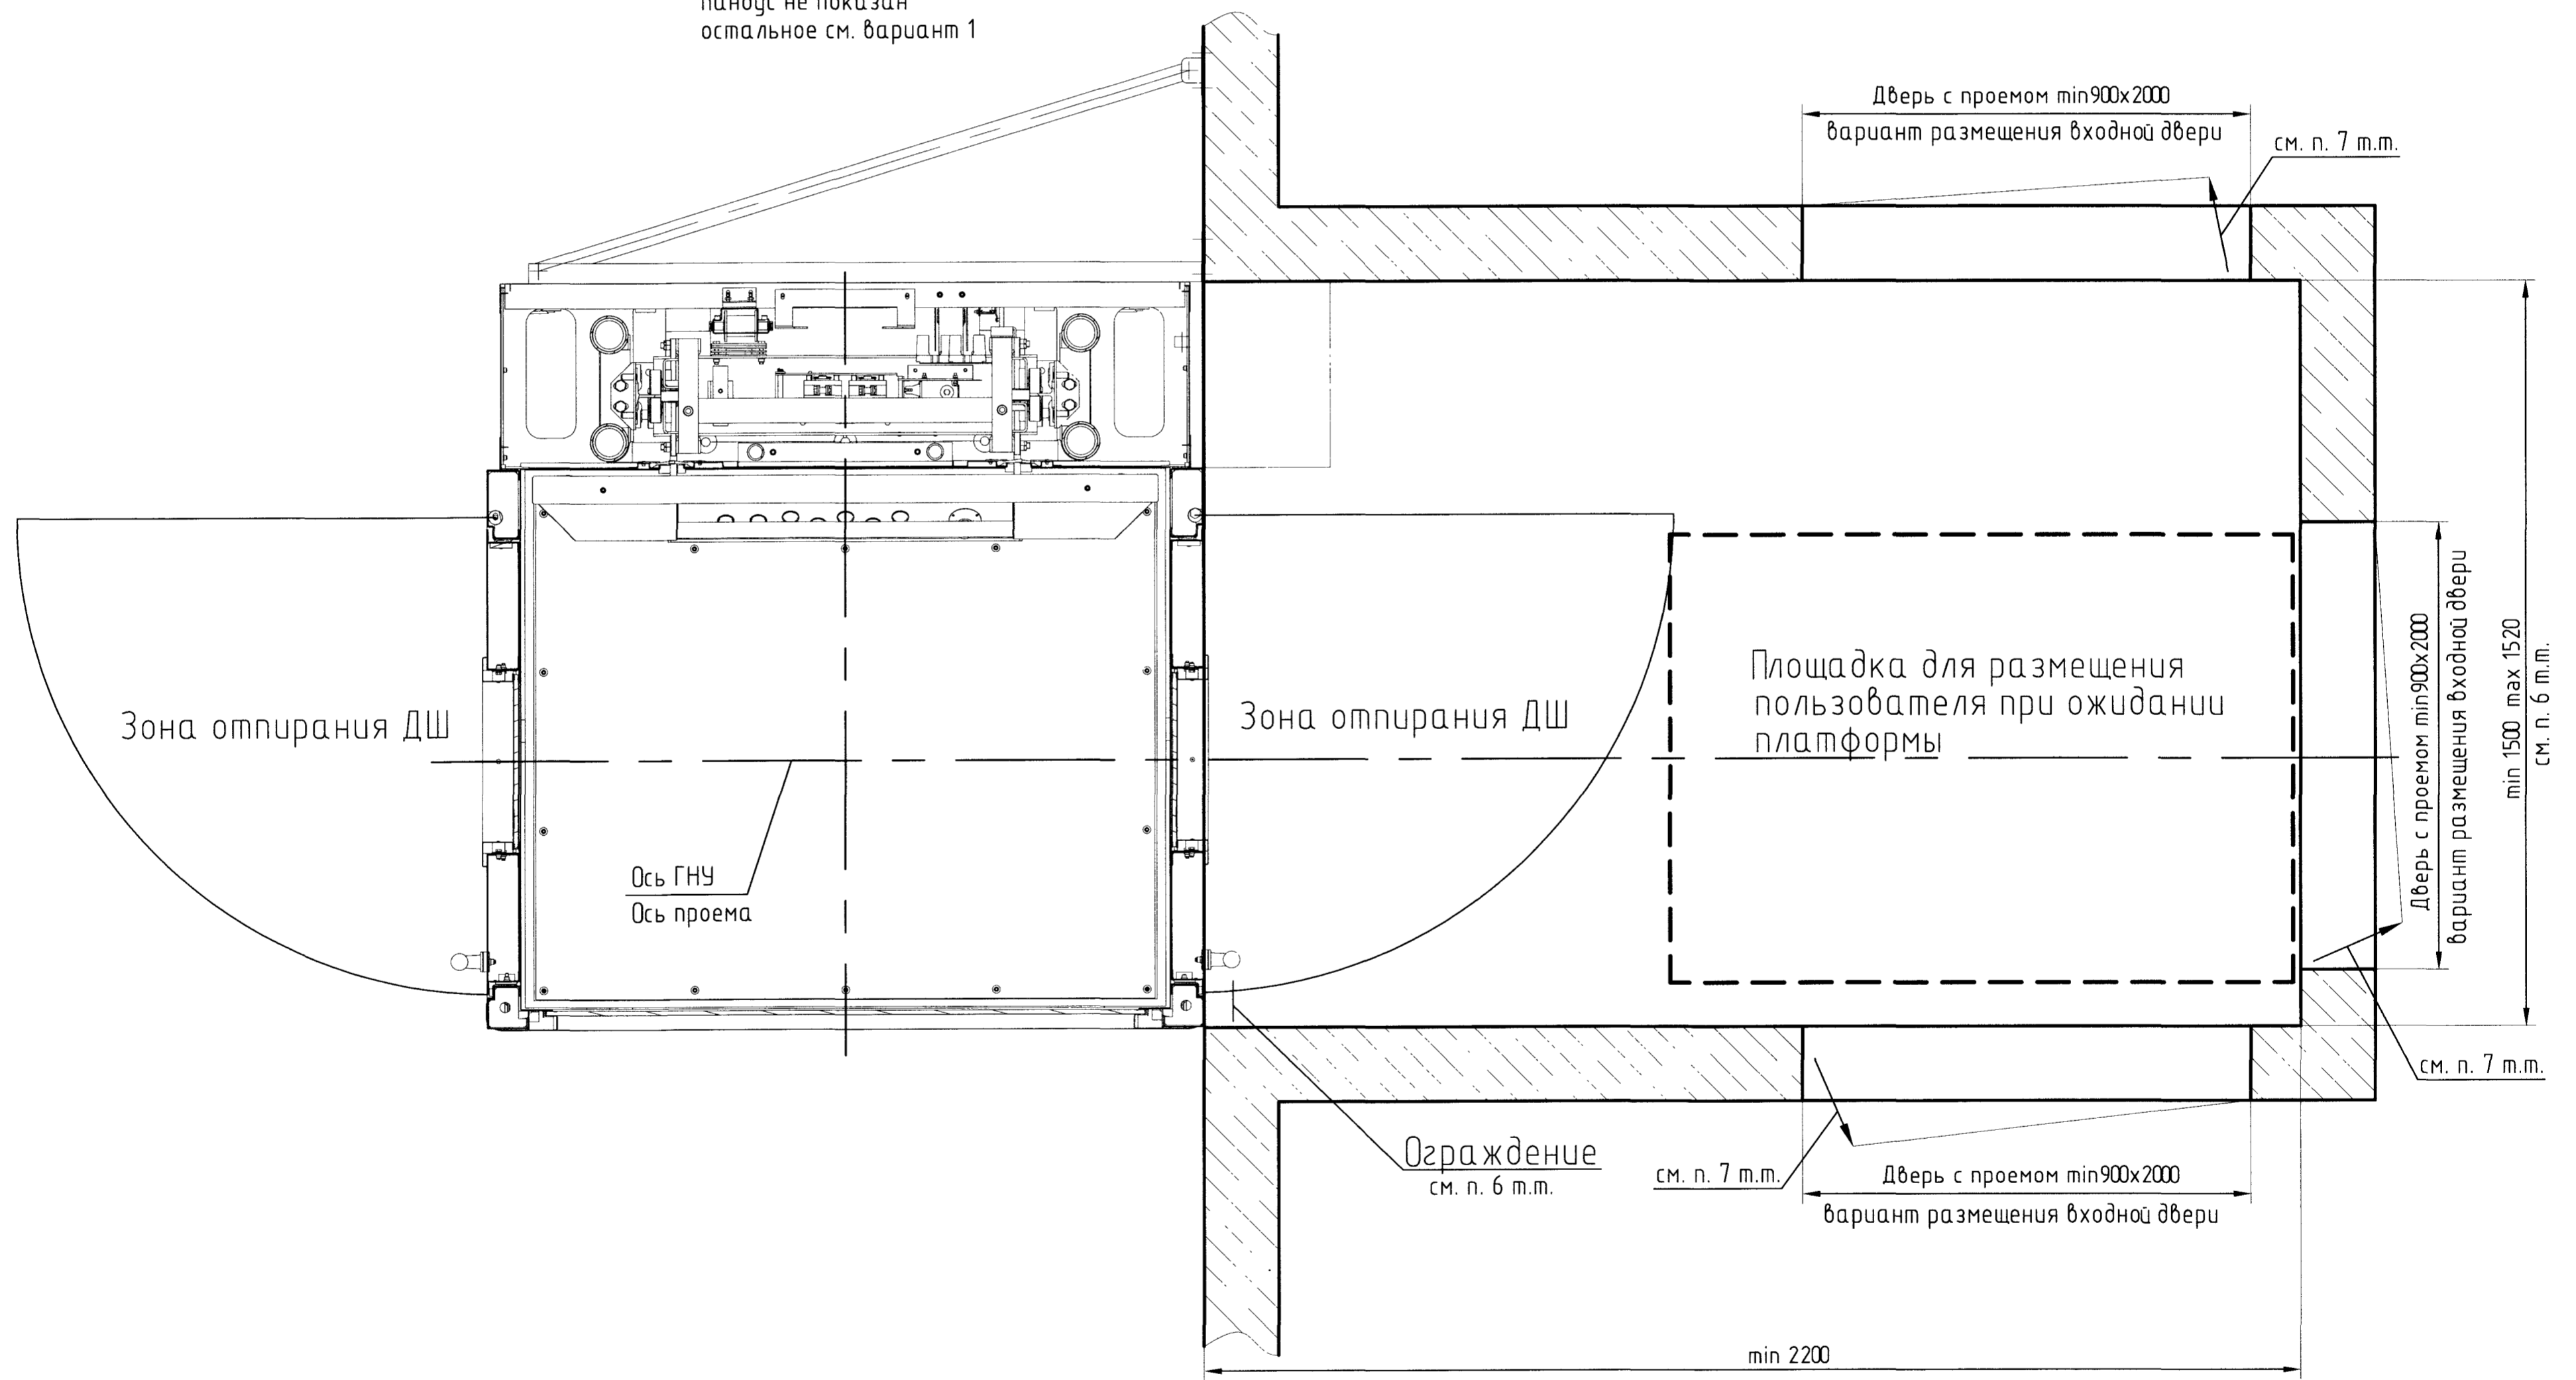 пандус не показан
остальное см. вариант 1
Дверь с проемом min900x2000
вариант размещения входной двери
см. п. 7 т.т.
Зона отпирания ДШ
Ось ГНУ
Ось проема
Зона отпирания ДШ
Площадка для размещения
пользователя при ожидании
платформы
Дверь с проемом min900x2000
вариант размещения входной двери
min 1500 max 1520
см. п. 6 т.т.
см. п. 7 т.т.
Ограждение
см. п. 6 т.т.
см. п. 7 т.т.
Дверь с проемом min900x2000
вариант размещения входной двери
min 2200